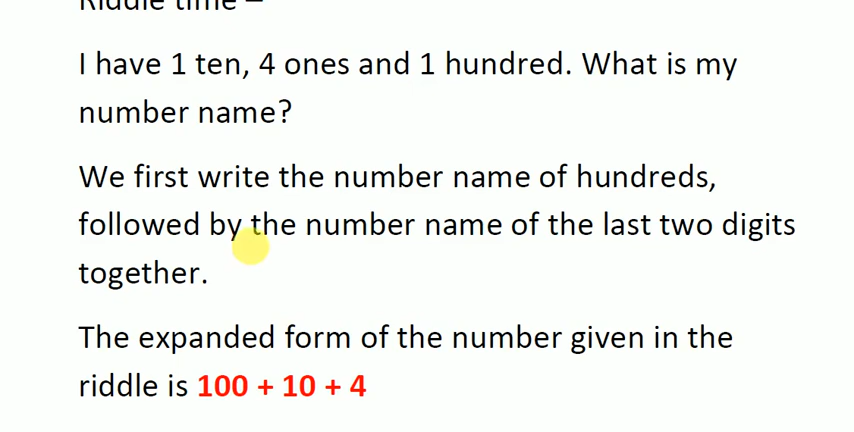 Riddle time –
I have 1 ten, 4 ones and 1 hundred. What is my
number name?
We first write the number name of hundreds,
followed by the number name of the last two digits
together.
The expanded form of the number given in the
riddle is 100 + 10 + 4